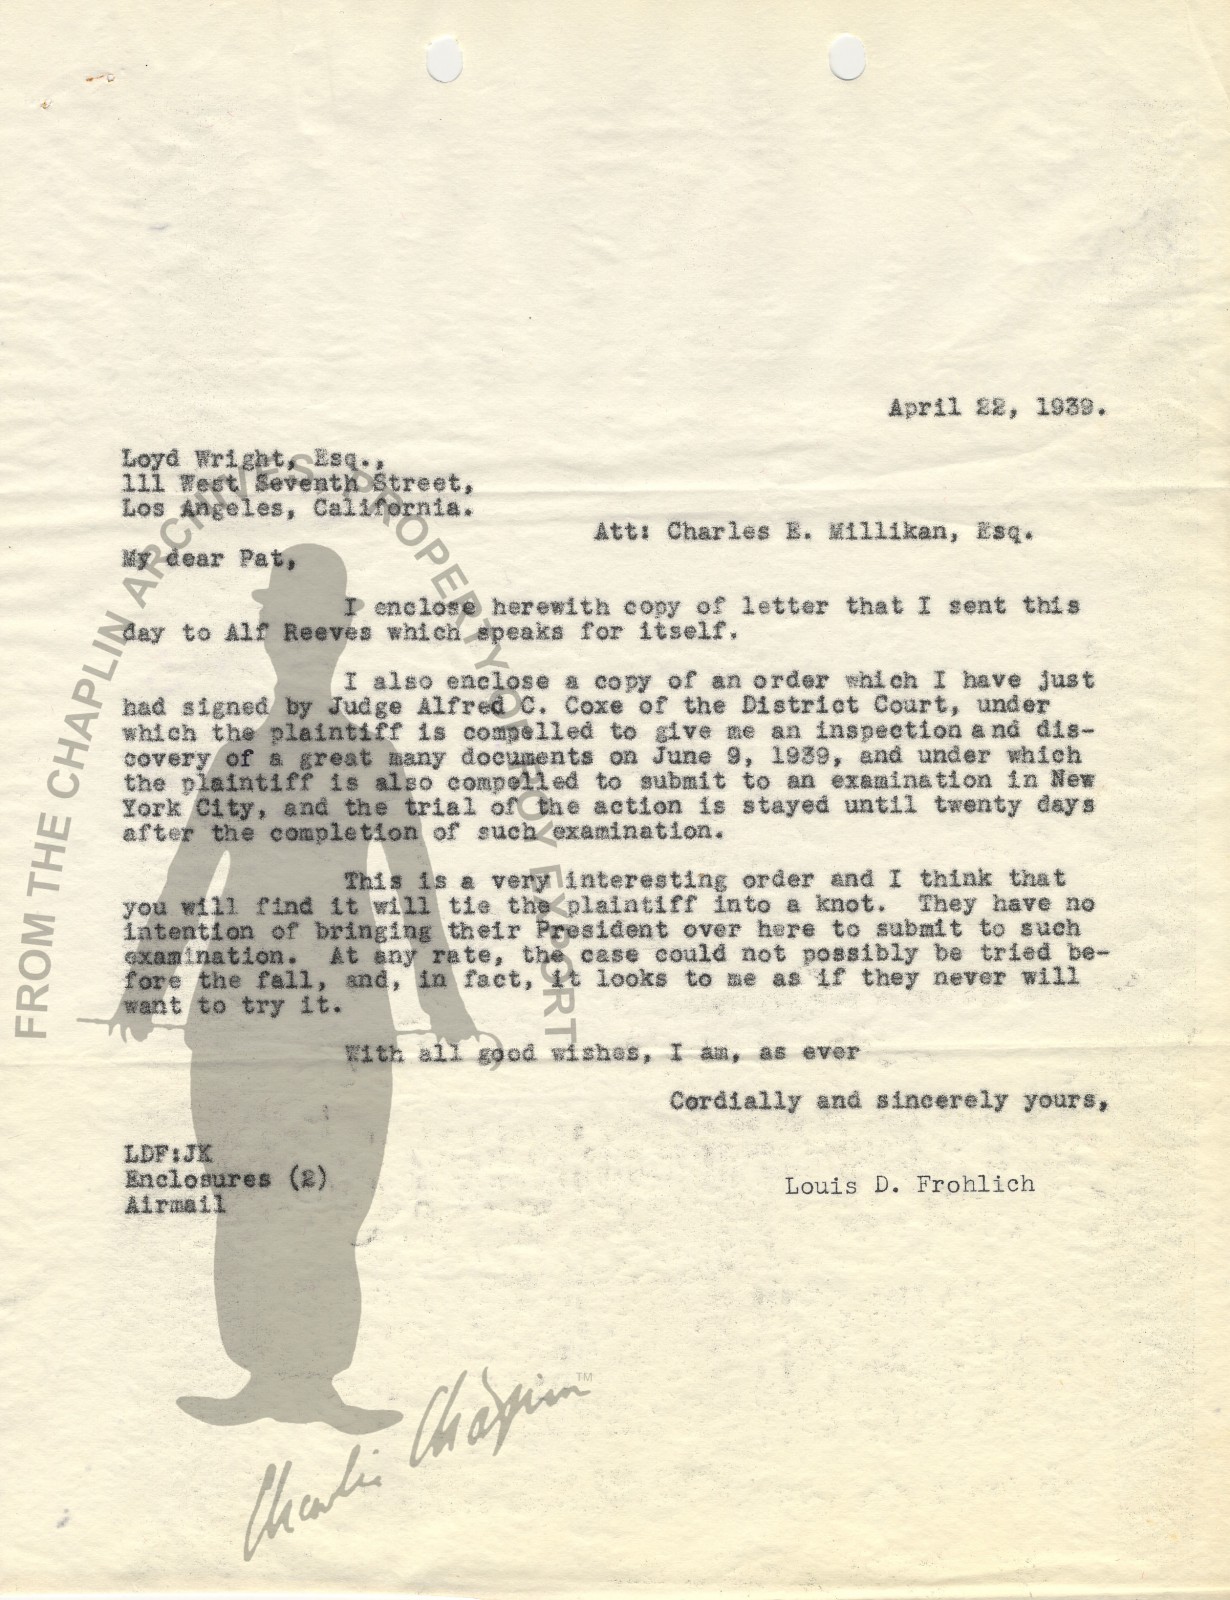 April 22, 1939.
Loyd Wright, Esq.,
111 West Seventh Street,
Los Angeles, California.
Att: Charles E. Millikan, Esq.
My dear Pat,
I enclose herewith copy of letter that I sent this
day to Alf Reeves which speaks for itself.
I also enclose a copy of an order which I have just
had signed by Judge Alfred C. Coxe of the District Court, under
which the plaintiff is compelled to give me an inspection and dis-
covery of a great many documents on June 9, 1939, and under which
the plaintiff is also compelled to submit to an examination in New
York City, and the trial of the action is stayed until twenty days
after the completion of such examination.
This is a very interesting order and I think that
you will find it will tie the plaintiff into a knot. They have no
intention of bringing their President over here to submit to such
examination. At any rate, the case could not possibly be tried be-
fore the fall, and, in fact, it looks to me as if they never will
want to try it.
With all good wishes, I am, as ever
Cordially and sincerely yours,
LDF:JK
Enclosures (2)
Airmail
Louis D. Frohlich
FROM THE CHAPLIN ARCHIVES, PROPERTY OF ROY EXPORT
Charlie Chaplin TM